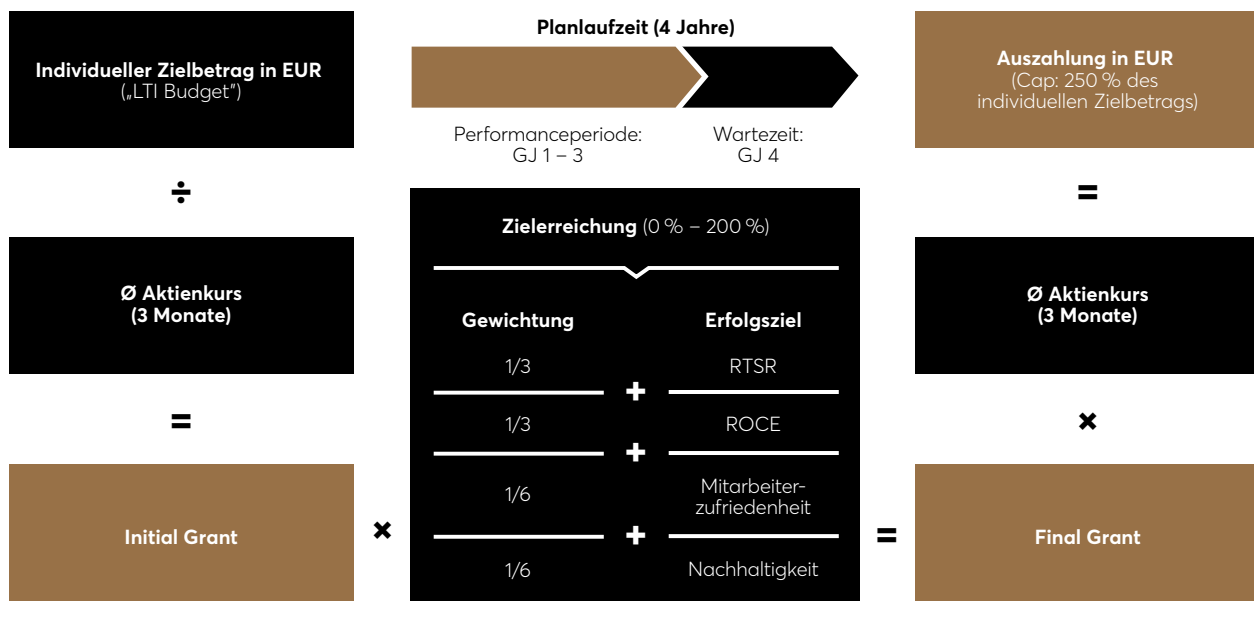 Individueller Zielbetrag in EUR
(„LTI Budget“)
÷
Ø Aktienkurs
(3 Monate)
=
Initial Grant
×
Planlaufzeit (4 Jahre)
Performanceperiode:
GJ 1 – 3
Wartezeit:
GJ 4
Zielerreichung (0 % – 200 %)
Gewichtung
Erfolgsziel
1/3
RTSR
+
1/3
ROCE
+
1/6
Mitarbeiter-
zufriedenheit
+
1/6
Nachhaltigkeit
=
Auszahlung in EUR
(Cap: 250 % des
individuellen Zielbetrags)
=
Ø Aktienkurs
(3 Monate)
×
Final Grant